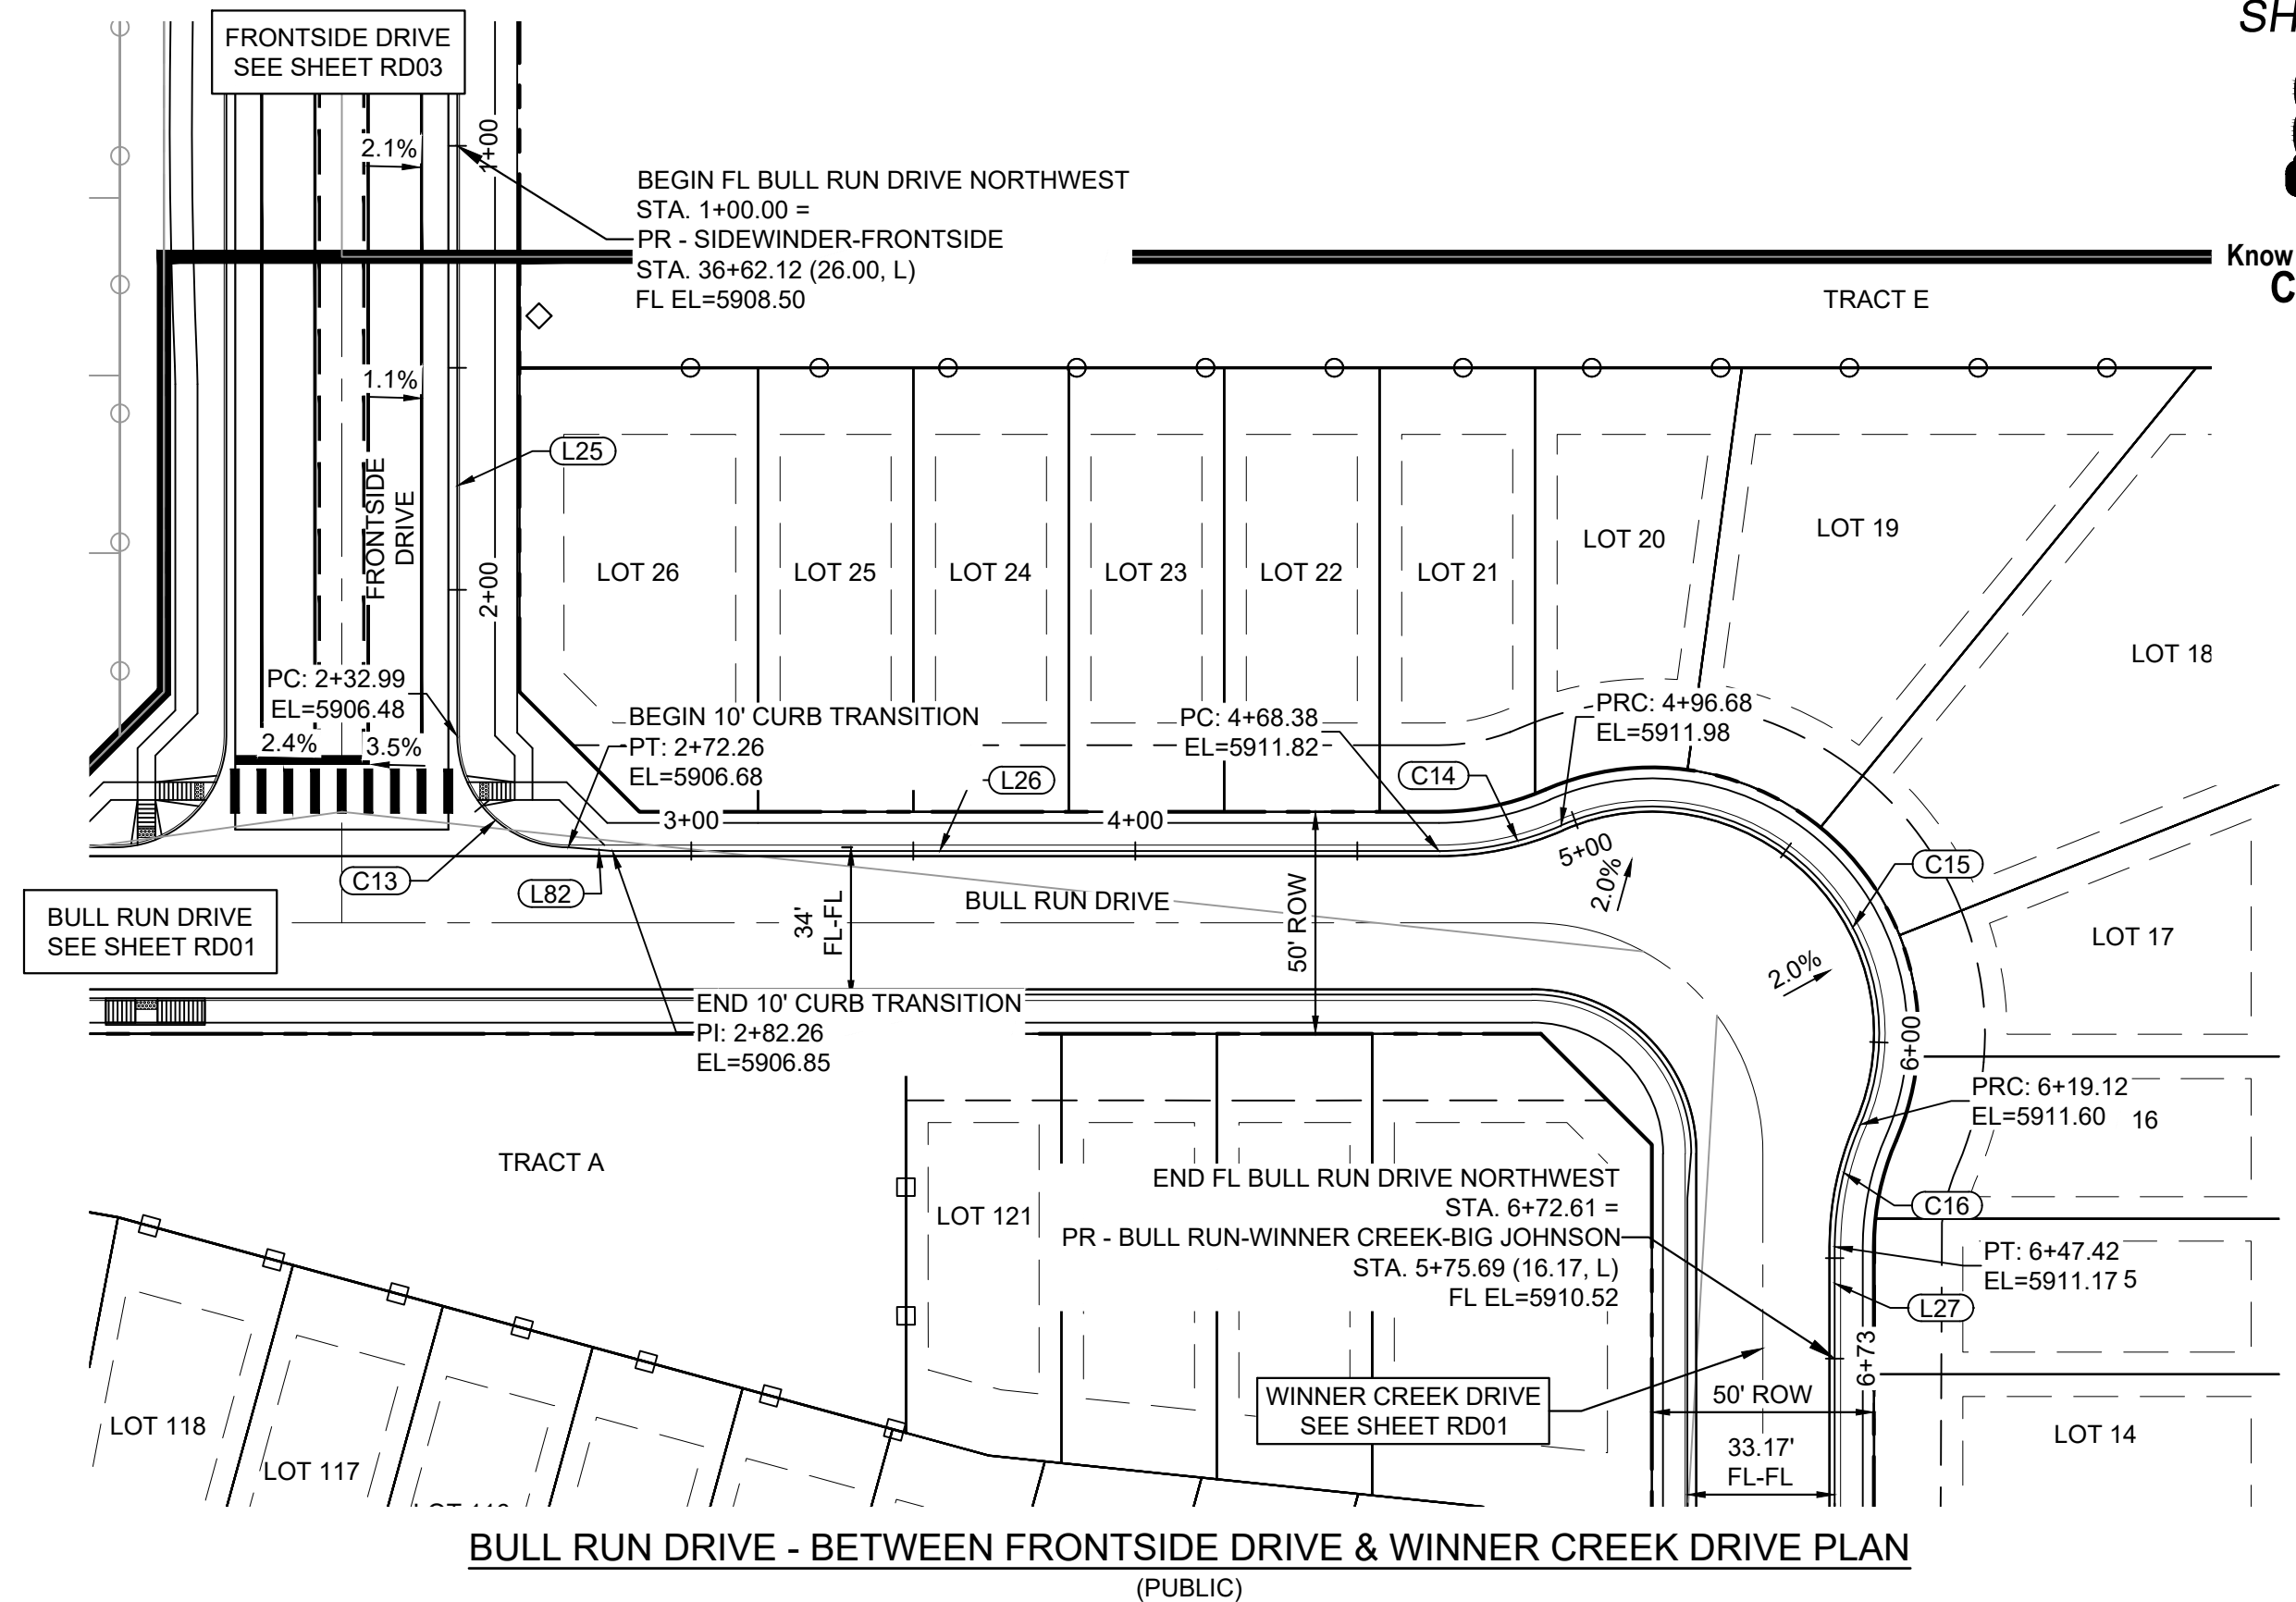 SH
FRONTSIDE DRIVE
SEE SHEET RD03
2.1%
1+00
BEGIN FL BULL RUN DRIVE NORTHWEST
STA. 1+00.00 =
PR - SIDEWINDER-FRONTSIDE
STA. 36+62.12 (26.00, L)
FL EL=5908.50
Know
C
TRACT E
1.1%
L25
FRONTSIDE
DRIVE
2+00
LOT 26
LOT 25
LOT 24
LOT 23
LOT 22
LOT 21
LOT 20
LOT 19
LOT 18
PC: 2+32.99
EL=5906.48
2.4%
3.5%
BEGIN 10' CURB TRANSITION
PT: 2+72.26
EL=5906.68
L26
PC: 4+68.38
EL=5911.82
C14
PRC: 4+96.68
EL=5911.98
3+00
4+00
5+00
2.0%
C15
C13
L82
BULL RUN DRIVE
SEE SHEET RD01
34'
FL-FL
BULL RUN DRIVE
50' ROW
2.0%
LOT 17
END 10' CURB TRANSITION
PI: 2+82.26
EL=5906.85
6+00
PRC: 6+19.12
EL=5911.60
16
TRACT A
LOT 121
END FL BULL RUN DRIVE NORTHWEST
STA. 6+72.61 =
PR - BULL RUN-WINNER CREEK-BIG JOHNSON
STA. 5+75.69 (16.17, L)
FL EL=5910.52
C16
PT: 6+47.42
EL=5911.17
5
L27
6+73
WINNER CREEK DRIVE
SEE SHEET RD01
50' ROW
33.17'
FL-FL
LOT 14
LOT 118
LOT 117
BULL RUN DRIVE - BETWEEN FRONTSIDE DRIVE & WINNER CREEK DRIVE PLAN
(PUBLIC)